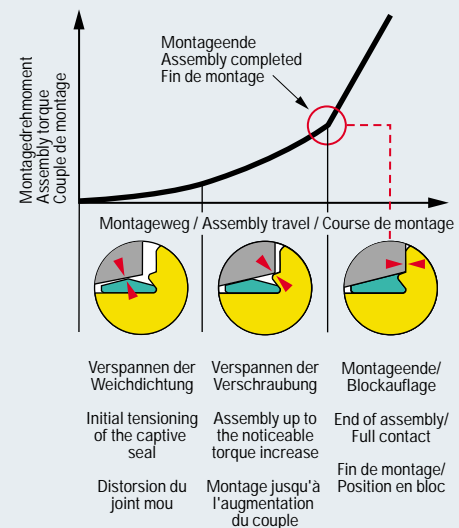 Montageende
Assembly completed
Fin de montage
Montagedrehmoment
Assembly torque
Couple de montage
Montageweg / Assembly travel / Course de montage
Verspannen der
Weichdichtung
Initial tensioning
of the captive
seal
Distorsion du
joint mou
Verspannen der
Verschraubung
Assembly up to
the noticeable
torque increase
Montage jusqu'à
l'augmentation
du couple
Montageende/
Blockauflage
End of assembly/
Full contact
Fin de montage/
Position en bloc